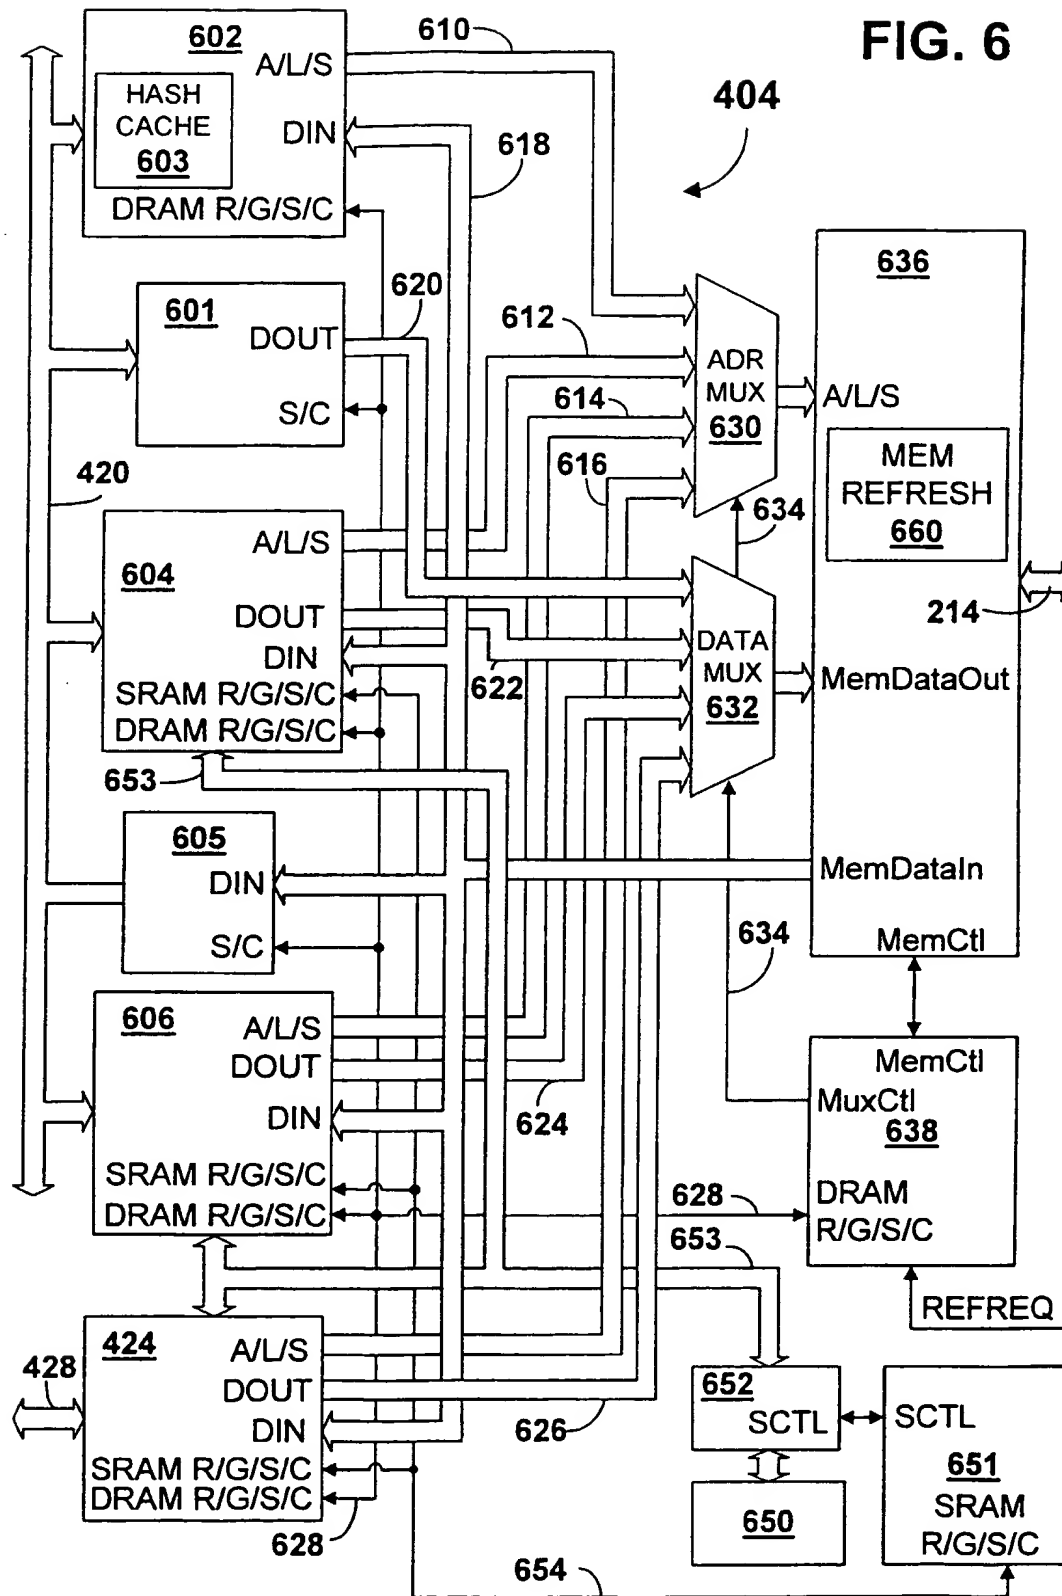 FIG. 6
404
602
A/L/S
HASH
CACHE
603
DIN
DRAM R/G/S/C
610
618
601
DOUT
S/C
620
612
614
616
420
604
A/L/S
DOUT
DIN
SRAM R/G/S/C
DRAM R/G/S/C
622
653
ADR
MUX
630
634
DATA
MUX
632
636
A/L/S
MEM
REFRESH
660
214
MemDataOut
MemDataIn
MemCtl
605
DIN
S/C
634
606
A/L/S
DOUT
DIN
SRAM R/G/S/C
DRAM R/G/S/C
624
MemCtl
MuxCtl
638
DRAM
R/G/S/C
628
653
REFREQ
424
A/L/S
DOUT
DIN
SRAM R/G/S/C
DRAM R/G/S/C
428
626
628
652
SCTL
650
SCTL
651
SRAM
R/G/S/C
654